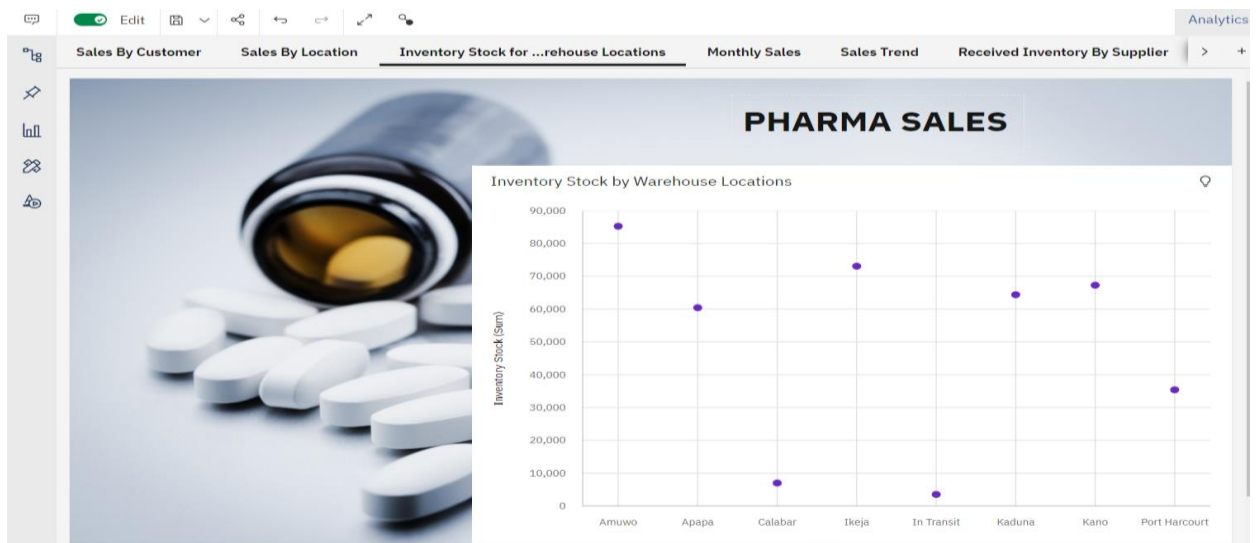 Edit
Analytics
Sales By Customer Sales By Location Inventory Stock for ...rehouse Locations Monthly Sales Sales Trend Received Inventory By Supplier
PHARMA SALES
Inventory Stock by Warehouse Locations
Inventory Stock (Sum)
90,000
80,000
70,000
60,000
50,000
40,000
30,000
20,000
10,000
0
Amuwo Apapa Calabar Ikeja In Transit Kaduna Kano Port Harcourt